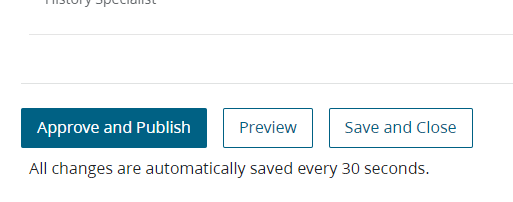 History Specialist
Approve and Publish
Preview
Save and Close
All changes are automatically saved every 30 seconds.